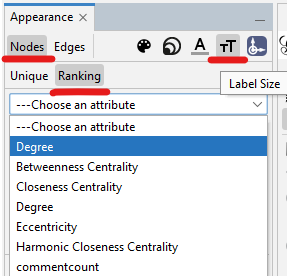 Appearance ×
Nodes Edges A TT
Unique Ranking
Label Size
---Choose an attribute
---Choose an attribute
Degree
Betweenness Centrality
Closeness Centrality
Degree
Eccentricity
Harmonic Closeness Centrality
commentcount